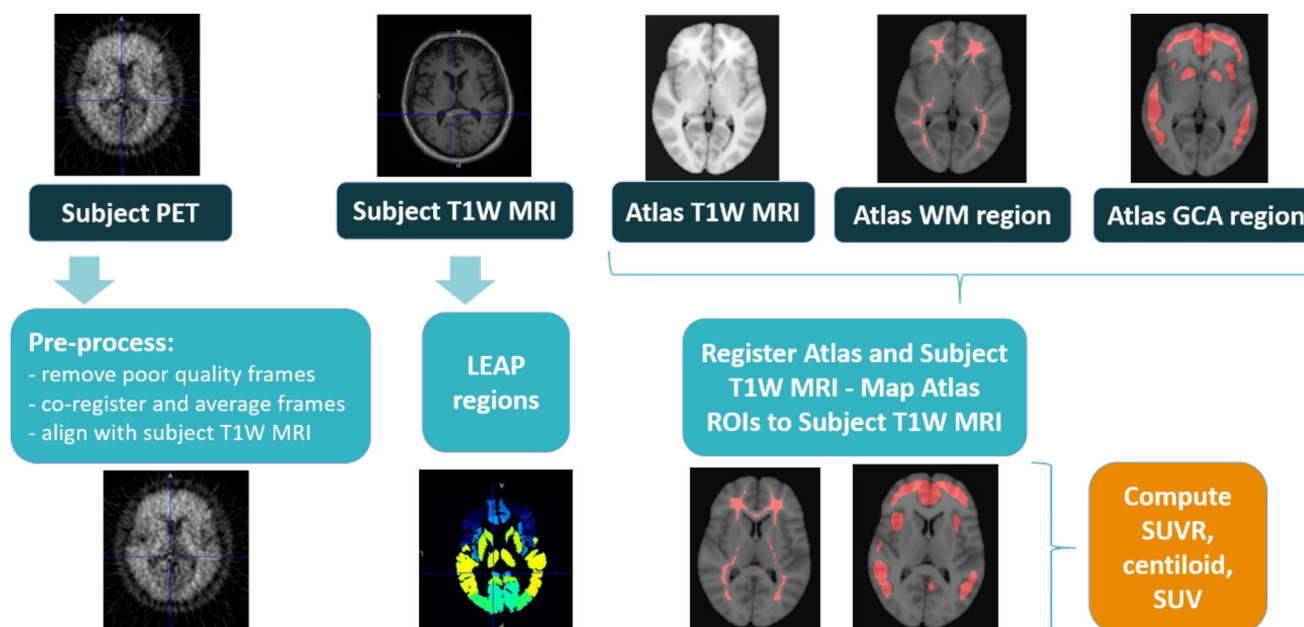 Subject PET
Subject T1W MRI
Atlas T1W MRI
Atlas WM region
Atlas GCA region
Pre-process:
- remove poor quality frames
- co-register and average frames
- align with subject T1W MRI
LEAP
regions
Register Atlas and Subject
T1W MRI - Map Atlas
ROIs to Subject T1W MRI
Compute
SUVR,
centiloid,
SUV